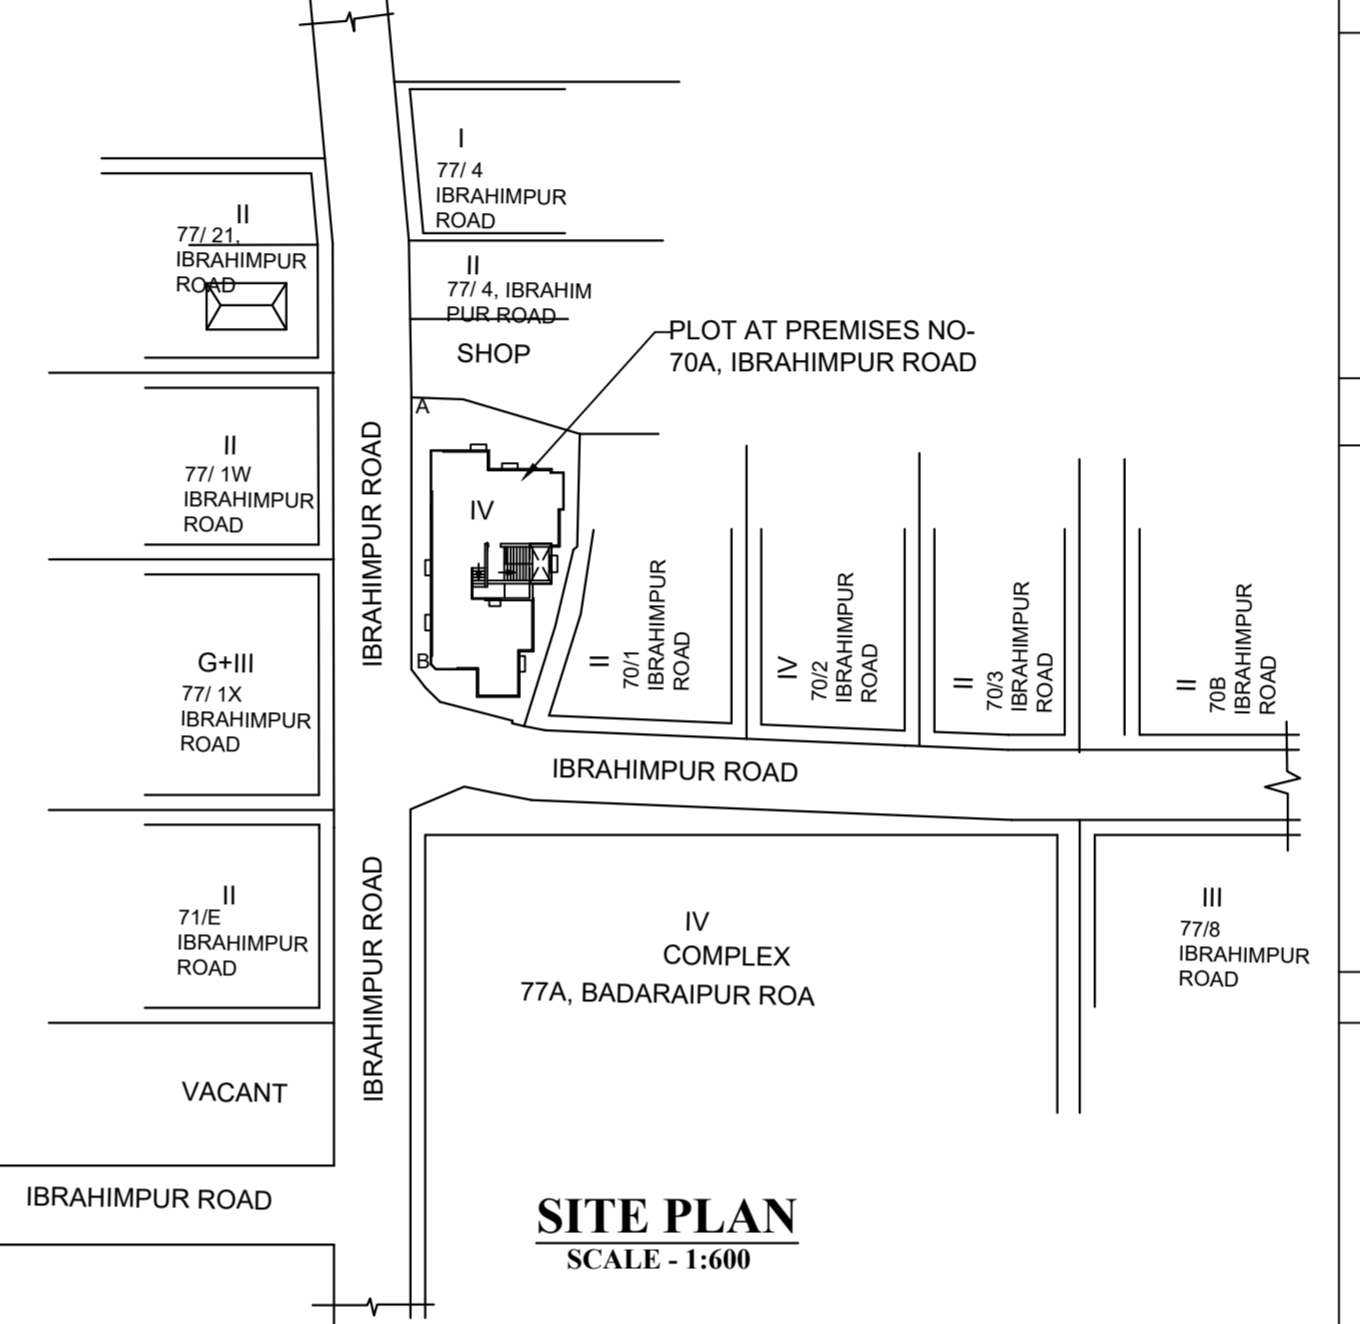 I
77/ 4
IBRAHIMPUR
ROAD
II
77/ 21,
IBRAHIMPUR
ROAD
II
77/ 4, IBRAHIM
PUR ROAD
SHOP
PLOT AT PREMISES NO-
70A, IBRAHIMPUR ROAD
A
II
77/ 1W
IBRAHIMPUR
ROAD
IBRAHIMPUR ROAD
IV
B
G+III
77/ 1X
IBRAHIMPUR
ROAD
II
70/1
IBRAHIMPUR
ROAD
IV
70/2
IBRAHIMPUR
ROAD
II
70/3
IBRAHIMPUR
ROAD
II
70B
IBRAHIMPUR
ROAD
IBRAHIMPUR ROAD
II
71/E
IBRAHIMPUR
ROAD
IBRAHIMPUR ROAD
IV
COMPLEX
77A, BADARAIPUR ROA
III
77/8
IBRAHIMPUR
ROAD
VACANT
IBRAHIMPUR ROAD
SITE PLAN
SCALE - 1:600